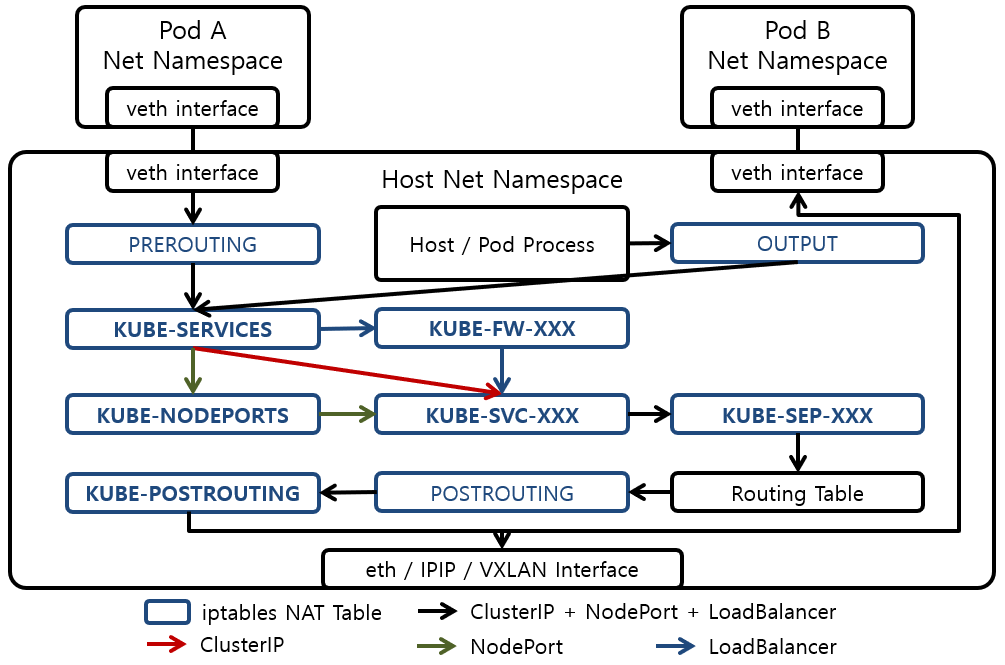 Pod A
Net Namespace
veth interface
Pod B
Net Namespace
veth interface
veth interface
Host Net Namespace
veth interface
PREROUTING
Host / Pod Process
OUTPUT
KUBE-SERVICES
KUBE-FW-XXX
KUBE-NODEPORTS
KUBE-SVC-XXX
KUBE-SEP-XXX
KUBE-POSTROUTING
POSTROUTING
Routing Table
eth / IPIP / VXLAN Interface
iptables NAT Table
ClusterIP + NodePort + LoadBalancer
ClusterIP
NodePort
LoadBalancer